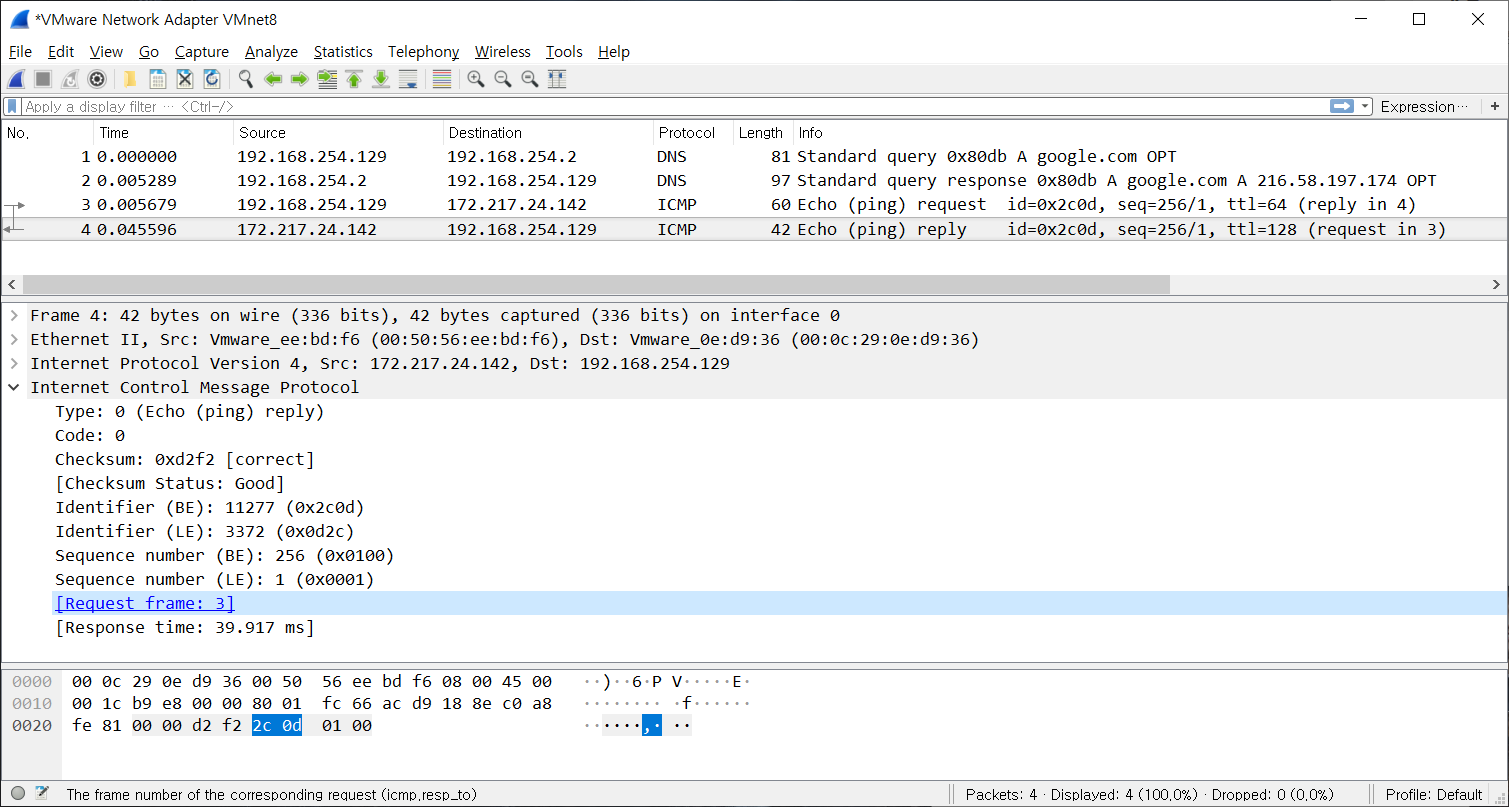 *VMware Network Adapter VMnet8
File Edit View Go Capture Analyze Statistics Telephony Wireless Tools Help
Apply a display filter ··· <Ctrl-/> Expression··· +
No. Time Source Destination Protocol Length Info
1 0.000000 192.168.254.129 192.168.254.2 DNS 81 Standard query 0x80db A google.com OPT
2 0.005289 192.168.254.2 192.168.254.129 DNS 97 Standard query response 0x80db A google.com A 216.58.197.174 OPT
3 0.005679 192.168.254.129 172.217.24.142 ICMP 60 Echo (ping) request id=0x2c0d, seq=256/1, ttl=64 (reply in 4)
4 0.045596 172.217.24.142 192.168.254.129 ICMP 42 Echo (ping) reply id=0x2c0d, seq=256/1, ttl=128 (request in 3)
Frame 4: 42 bytes on wire (336 bits), 42 bytes captured (336 bits) on interface 0
Ethernet II, Src: Vmware_ee:bd:f6 (00:50:56:ee:bd:f6), Dst: Vmware_0e:d9:36 (00:0c:29:0e:d9:36)
Internet Protocol Version 4, Src: 172.217.24.142, Dst: 192.168.254.129
Internet Control Message Protocol
Type: 0 (Echo (ping) reply)
Code: 0
Checksum: 0xd2f2 [correct]
[Checksum Status: Good]
Identifier (BE): 11277 (0x2c0d)
Identifier (LE): 3372 (0x0d2c)
Sequence number (BE): 256 (0x0100)
Sequence number (LE): 1 (0x0001)
[Request frame: 3]
[Response time: 39.917 ms]
0000 00 0c 29 0e d9 36 00 50 56 ee bd f6 08 00 45 00 ··)··6·P V·····E·
0010 00 1c b9 e8 00 00 80 01 fc 66 ac d9 18 8e c0 a8 ········ ·f······
0020 fe 81 00 00 d2 f2 2c 0d 01 00 ······,· ··
The frame number of the corresponding request (icmp.resp_to) Packets: 4 · Displayed: 4 (100.0%) · Dropped: 0 (0.0%) Profile: Default